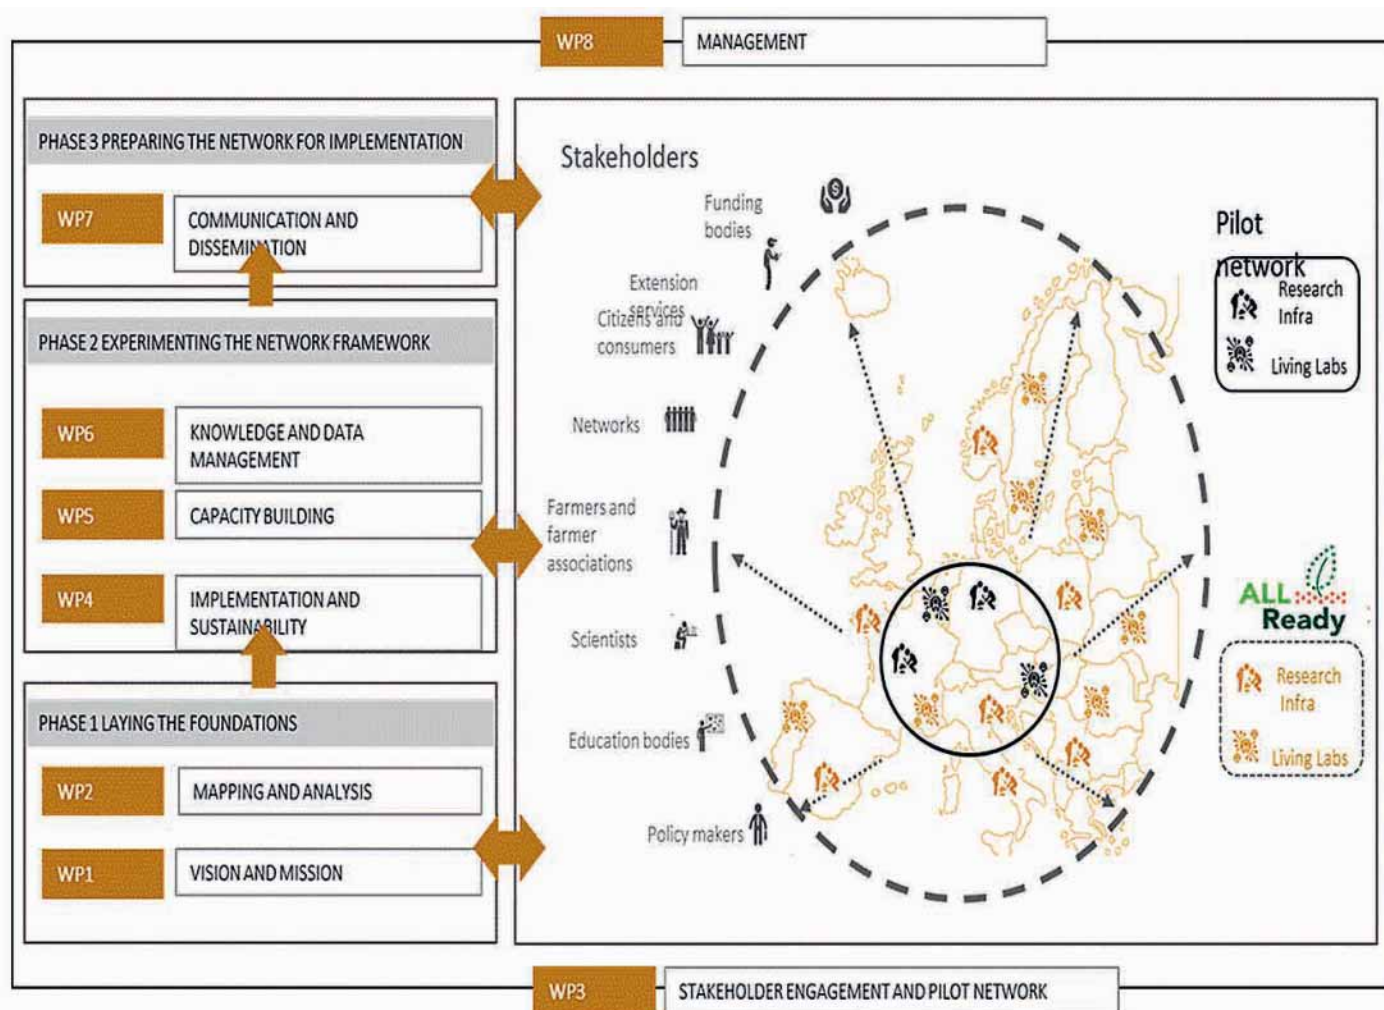 WP8
MANAGEMENT
PHASE 3 PREPARING THE NETWORK FOR IMPLEMENTATION
WP7
COMMUNICATION AND
DISSEMINATION
PHASE 2 EXPERIMENTING THE NETWORK FRAMEWORK
WP6
KNOWLEDGE AND DATA
MANAGEMENT
WP5
CAPACITY BUILDING
WP4
IMPLEMENTATION AND
SUSTAINABILITY
PHASE 1 LAYING THE FOUNDATIONS
WP2
MAPPING AND ANALYSIS
WP1
VISION AND MISSION
Stakeholders
Funding
bodies
Extension
services
Citizens and
consumers
Networks
Farmers and
farmer
associations
Scientists
Education bodies
Policy makers
Pilot
network
Research
Infra
Living Labs
ALL
Ready
Research
Infra
Living Labs
WP3
STAKEHOLDER ENGAGEMENT AND PILOT NETWORK